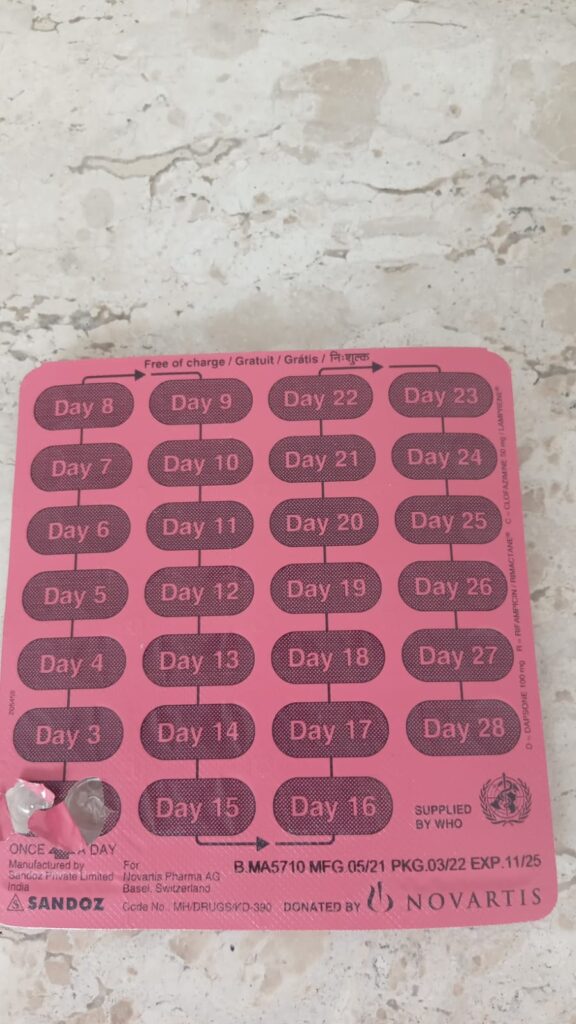 Free of charge / Gratuit / Grátis / निःशुल्क
Day 8 Day 9 Day 22 Day 23
Day 7 Day 10 Day 21 Day 24
Day 6 Day 11 Day 20 Day 25
Day 5 Day 12 Day 19 Day 26
Day 4 Day 13 Day 18 Day 27
Day 3 Day 14 Day 17 Day 28
Day 15 Day 16
SUPPLIED
BY WHO
D = DAPSONE 100 mg R = RIFAMPICIN / RIMACTANE® C = CLOFAZIMINE 50 mg / LAMPRENE®
ONCE A DAY
Manufactured by
Sandoz Private Limited
India
SANDOZ
For
Novartis Pharma AG
Basel, Switzerland
Code No.: MH/DRUGS/KD-390
B.MA5710 MFG.05/21 PKG.03/22 EXP.11/25
DONATED BY NOVARTIS